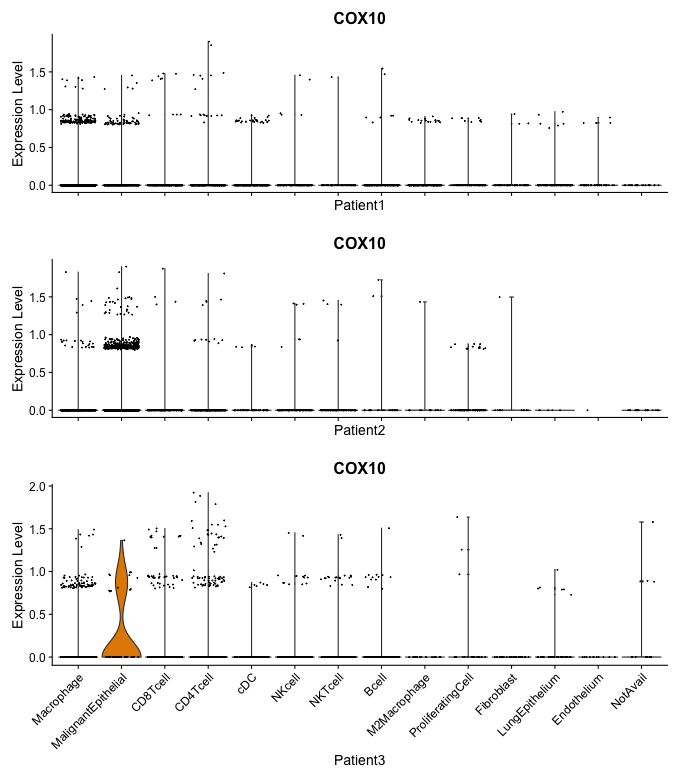 COX10
Expression Level
1.5
1.0
0.5
0.0
Patient1
COX10
Expression Level
1.5
1.0
0.5
0.0
Patient2
COX10
Expression Level
2.0
1.5
1.0
0.5
0.0
Macrophage
MalignantEpithelial
CD8Tcell
CD4Tcell
cDC
NKcell
NKTcell
Bcell
M2Macrophage
ProliferatingCell
Fibroblast
LungEpithelium
Endothelium
NotAvail
Patient3